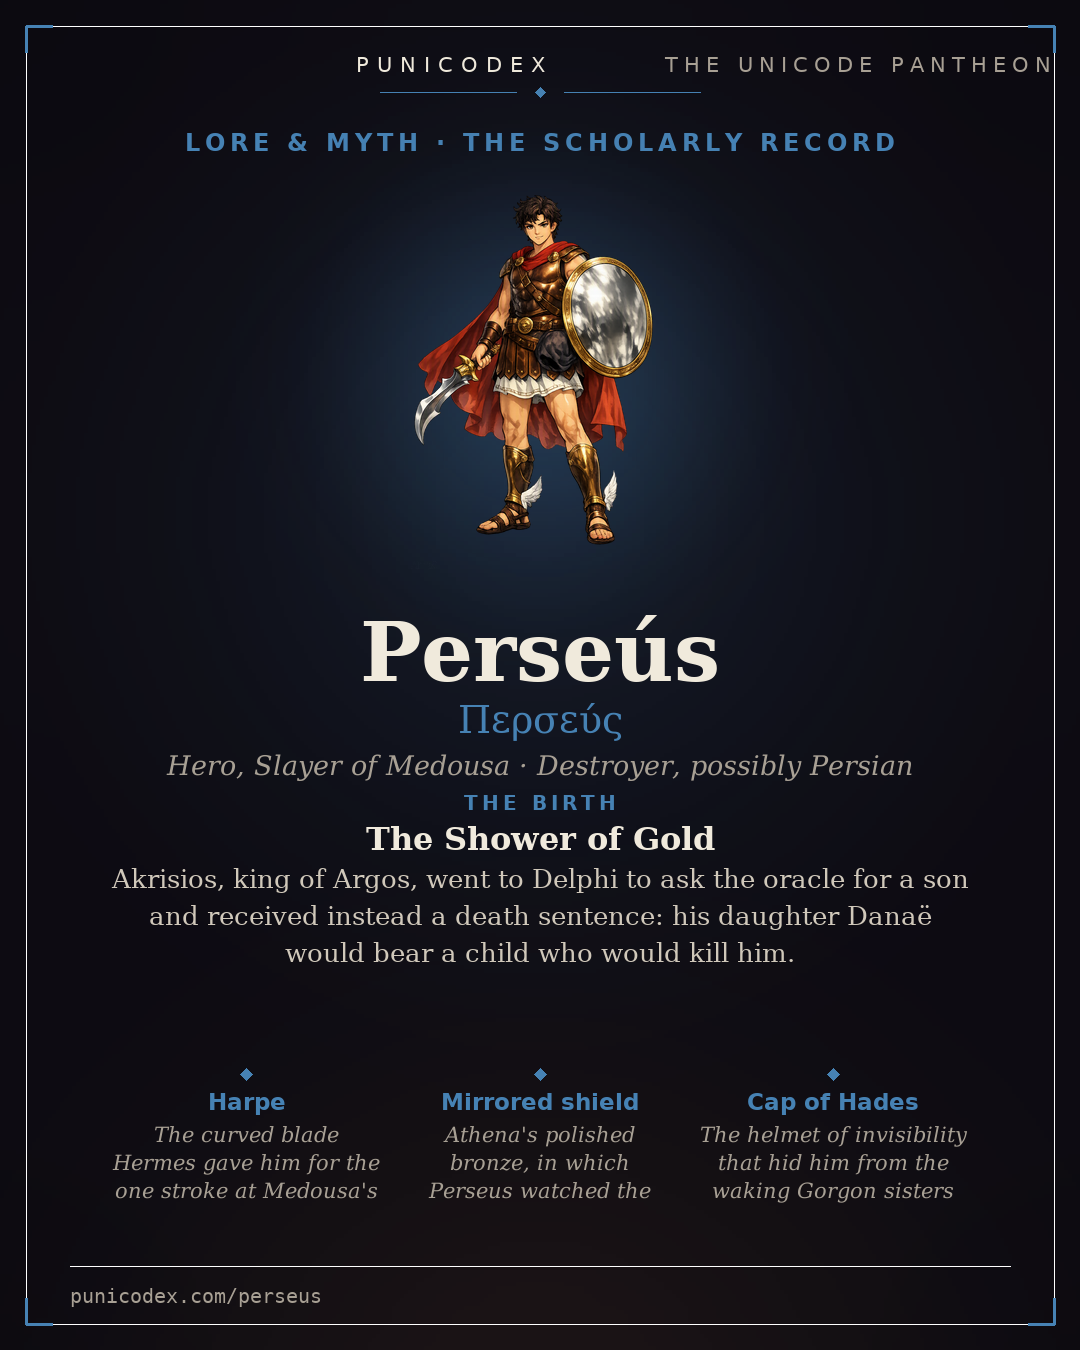 PUNICODEX THE UNICODE PANTHEON
LORE & MYTH · THE SCHOLARLY RECORD
Perseús
Περσεύς
Hero, Slayer of Medousa · Destroyer, possibly Persian
THE BIRTH
The Shower of Gold
Akrisios, king of Argos, went to Delphi to ask the oracle for a son
and received instead a death sentence: his daughter Danaë
would bear a child who would kill him.
Harpe
The curved blade
Hermes gave him for the
one stroke at Medousa's
Mirrored shield
Athena's polished
bronze, in which
Perseus watched the
Cap of Hades
The helmet of invisibility
that hid him from the
waking Gorgon sisters
punicodex.com/perseus